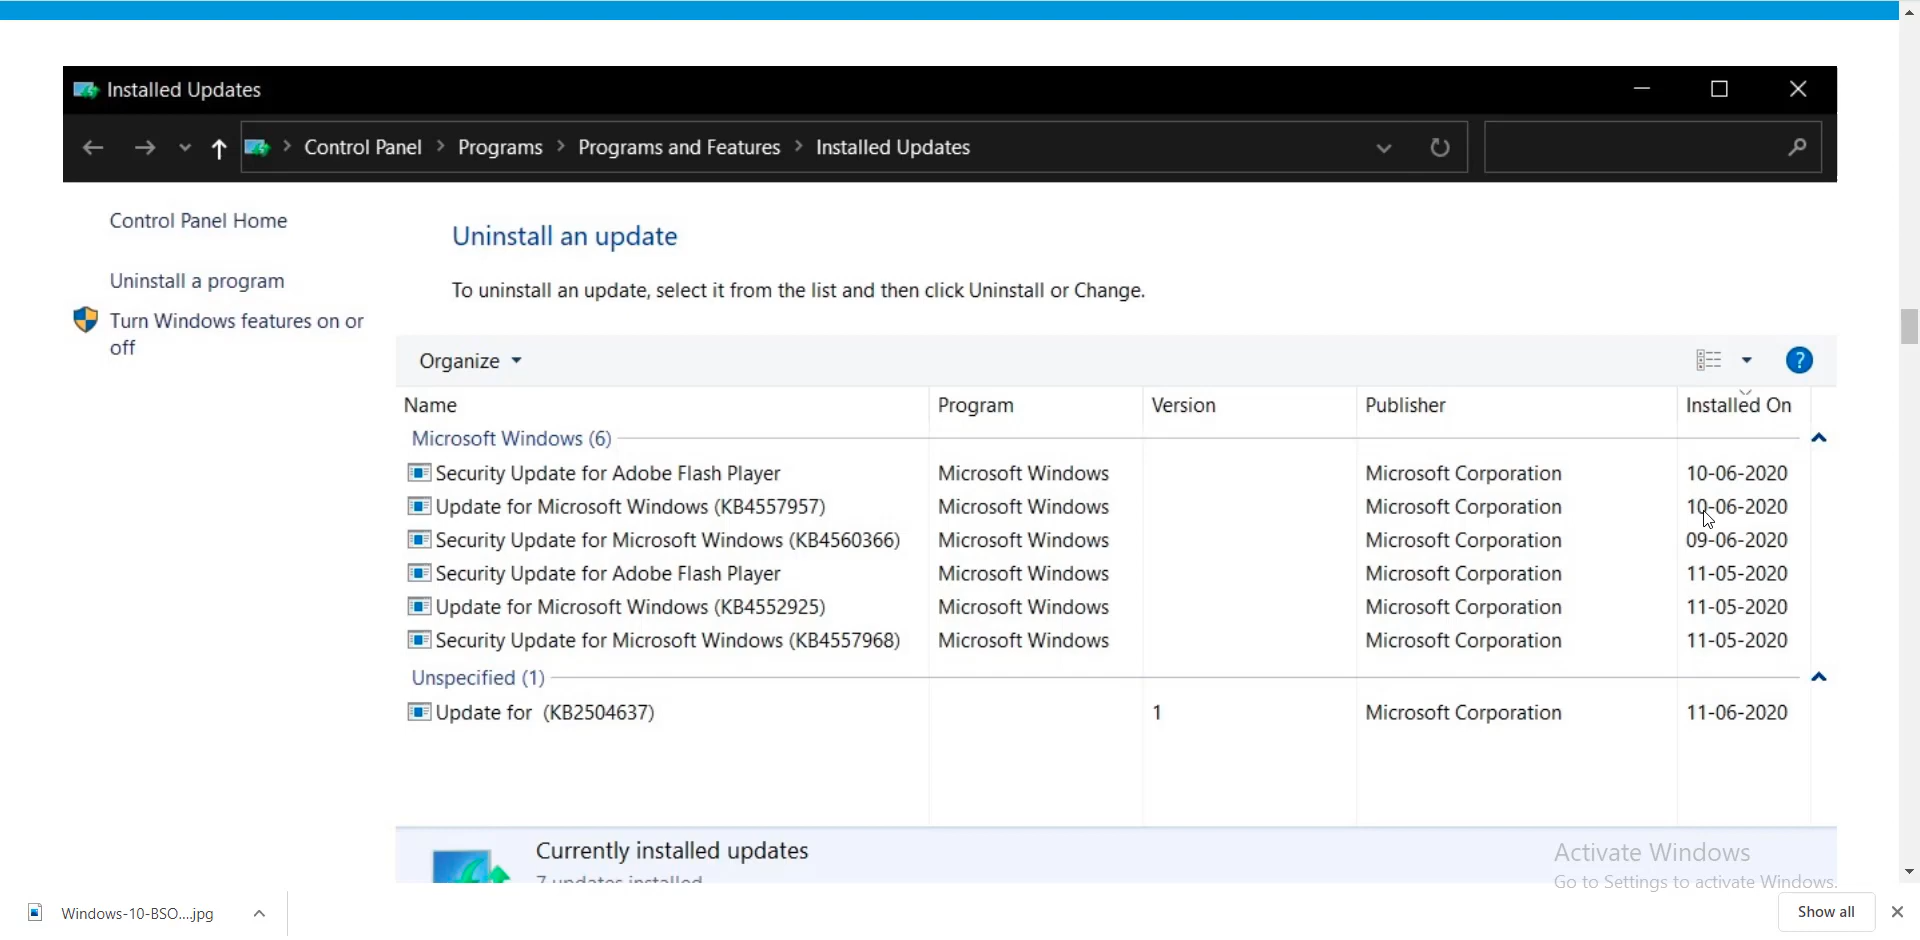 Installed Updates
Control Panel > Programs > Programs and Features > Installed Updates
Control Panel Home
Uninstall a program
Turn Windows features on or
off
Uninstall an update
To uninstall an update, select it from the list and then click Uninstall or Change.
Organize
Name Program Version Publisher Installed On
Microsoft Windows (6)
Security Update for Adobe Flash Player Microsoft Windows Microsoft Corporation 10-06-2020
Update for Microsoft Windows (KB4557957) Microsoft Windows Microsoft Corporation 10-06-2020
Security Update for Microsoft Windows (KB4560366) Microsoft Windows Microsoft Corporation 09-06-2020
Security Update for Adobe Flash Player Microsoft Windows Microsoft Corporation 11-05-2020
Update for Microsoft Windows (KB4552925) Microsoft Windows Microsoft Corporation 11-05-2020
Security Update for Microsoft Windows (KB4557968) Microsoft Windows Microsoft Corporation 11-05-2020
Unspecified (1)
Update for (KB2504637) 1 Microsoft Corporation 11-06-2020
Currently installed updates
7 updates installed
Activate Windows
Go to Settings to activate Windows.
Windows-10-BSO....jpg
Show all